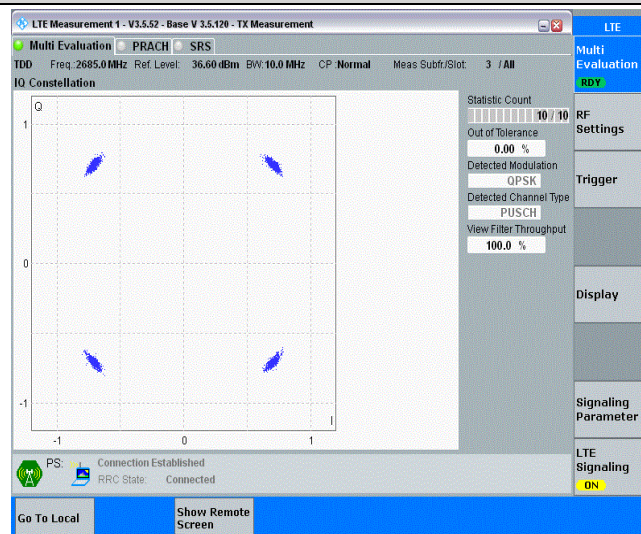 LTE Measurement 1 - V3.5.52 - Base V 3.5.120 - TX Measurement
LTE
Multi Evaluation PRACH SRS
Multi
Evaluation
RDY
TDD Freq.:2685.0 MHz Ref. Level: 36.60 dBm BW:10.0 MHz CP:Normal Meas Subfr./Slot: 3 / All
IQ Constellation
Q
1
0
-1
-1 0 1
I
Statistic Count
10 / 10
Out of Tolerance
0.00 %
Detected Modulation
QPSK
Detected Channel Type
PUSCH
View Filter Throughput
100.0 %
RF
Settings
Trigger
Display
Signaling
Parameter
LTE
Signaling
ON
PS: Connection Established
RRC State: Connected
Go To Local
Show Remote
Screen